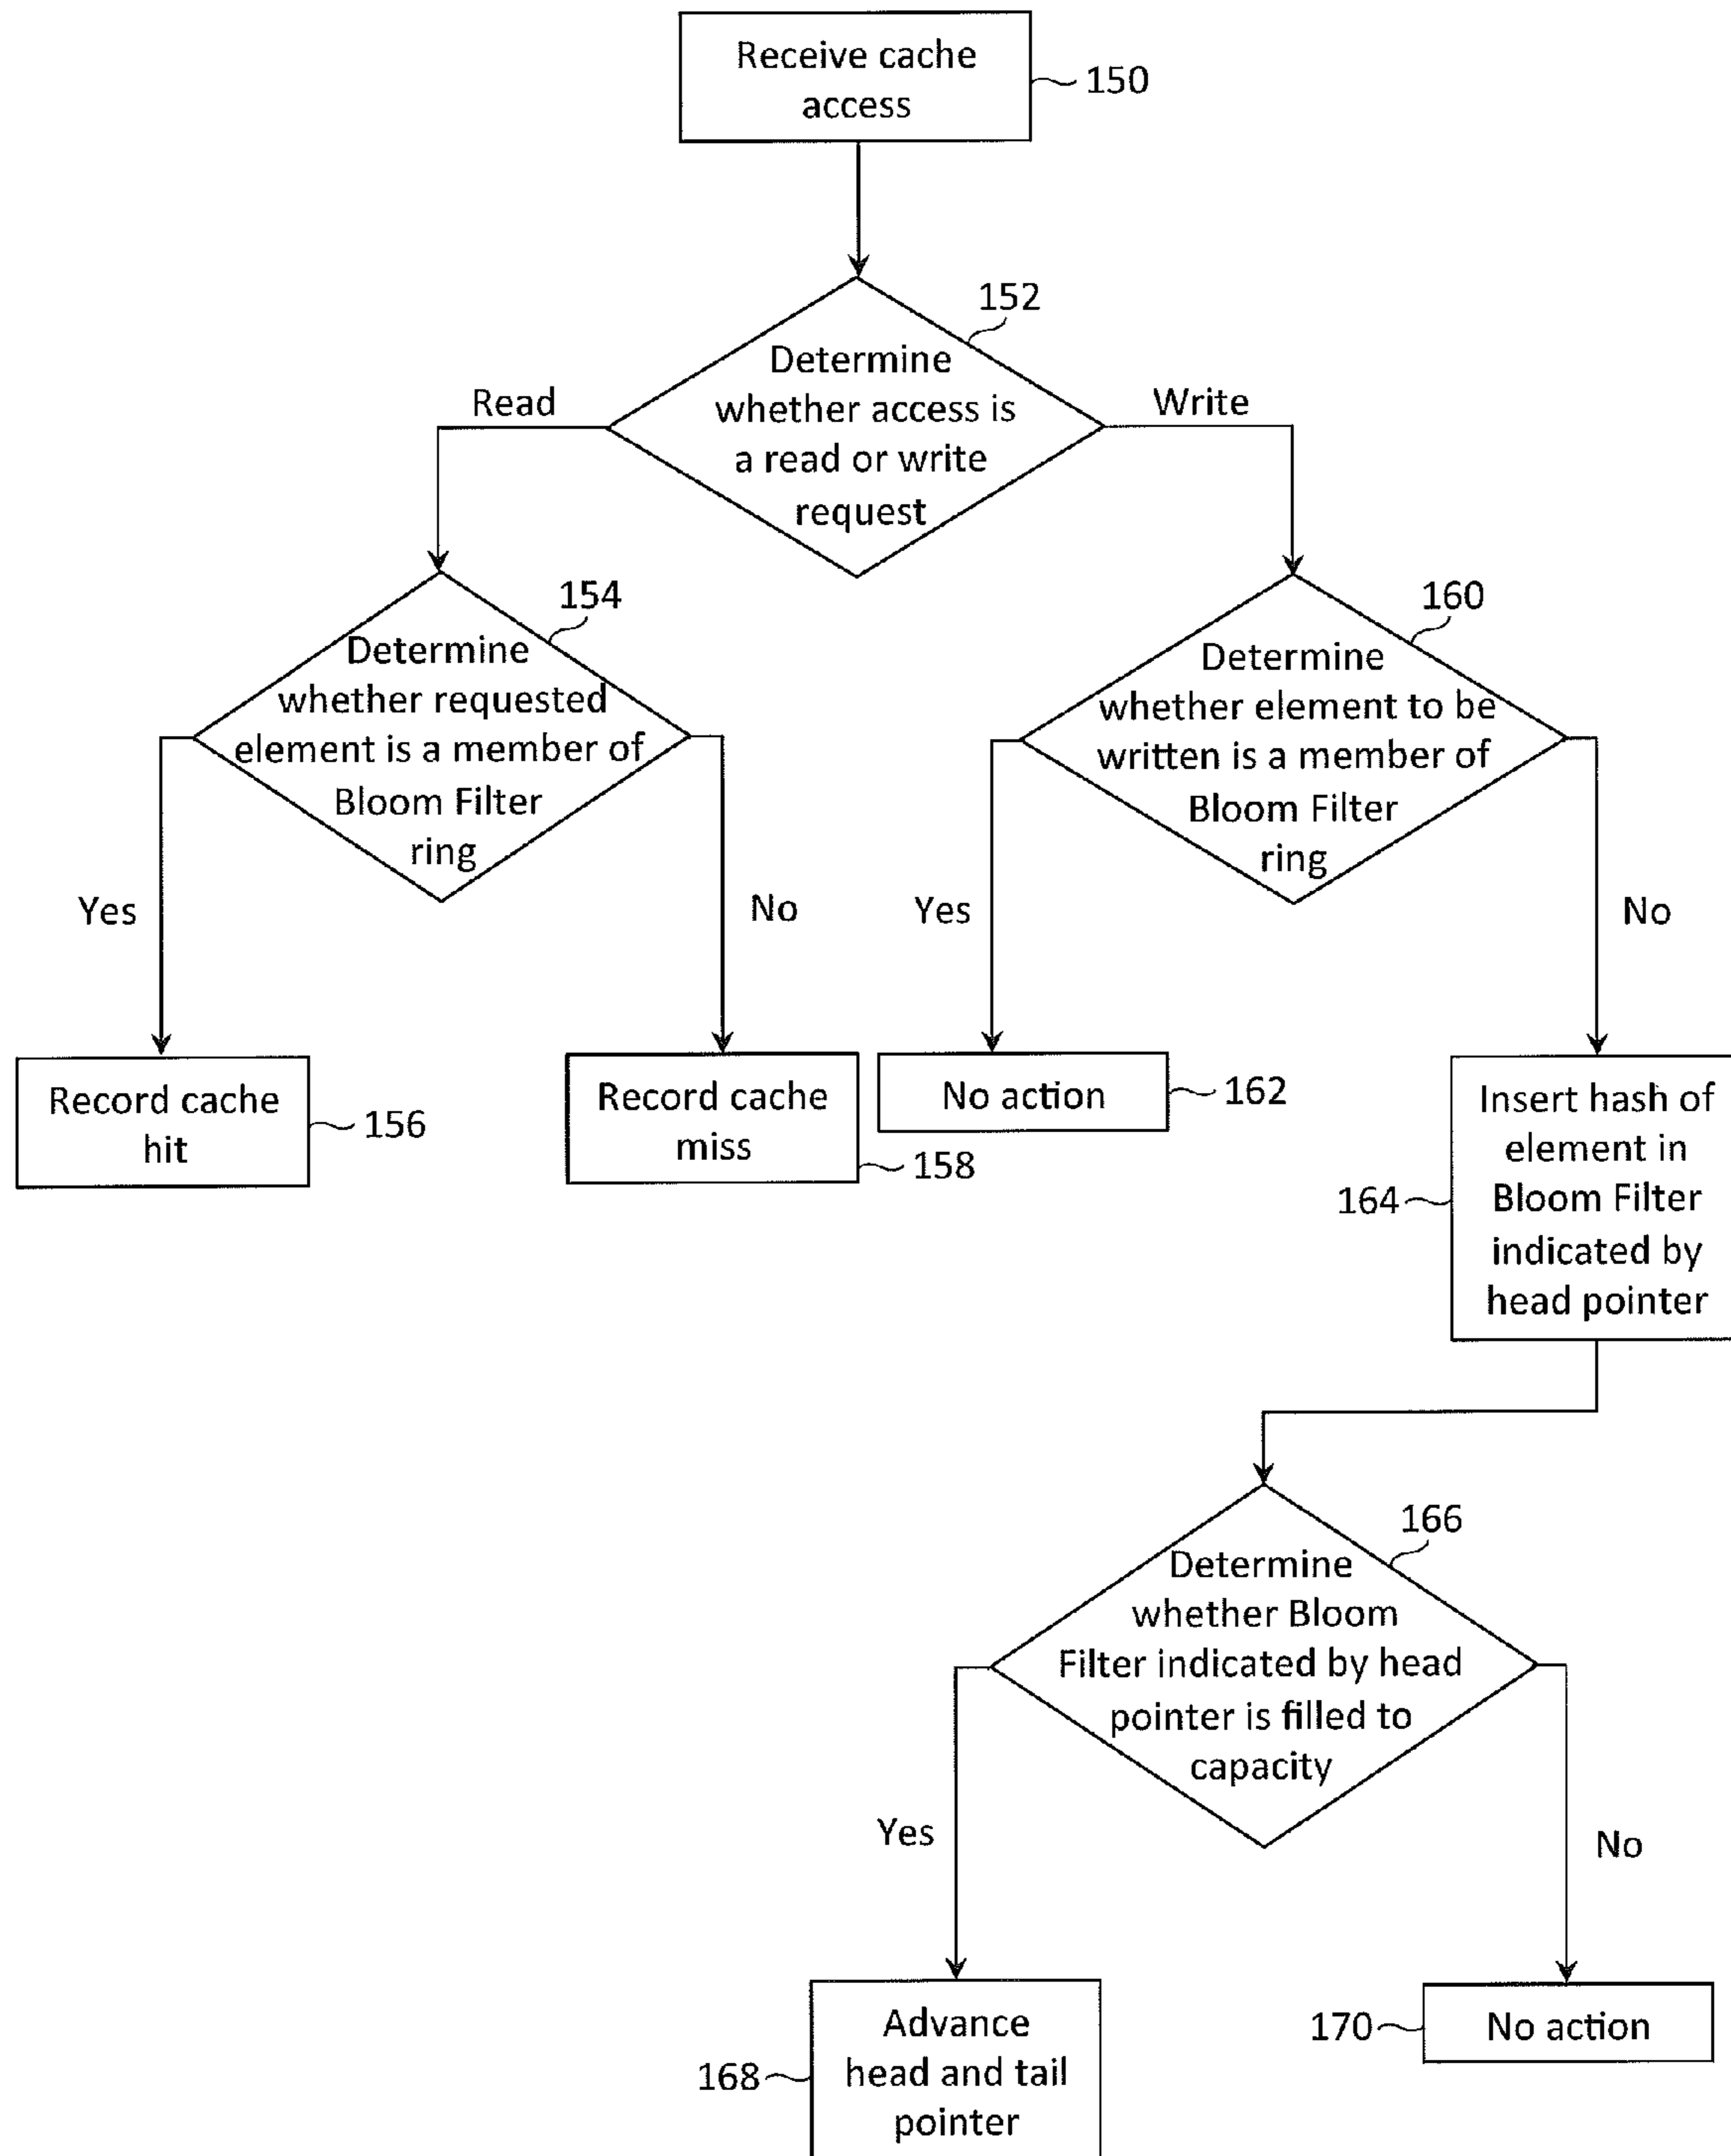 Receive cache
access
150
152
Determine
whether access is
a read or write
request
Read
Write
154
Determine
whether requested
element is a member of
Bloom Filter
ring
160
Determine
whether element to be
written is a member of
Bloom Filter
ring
Yes
No
Yes
No
Record cache
hit
156
Record cache
miss
158
No action
162
Insert hash of
element in
Bloom Filter
indicated by
head pointer
164
166
Determine
whether Bloom
Filter indicated by head
pointer is filled to
capacity
Yes
No
Advance
head and tail
pointer
168
170
No action